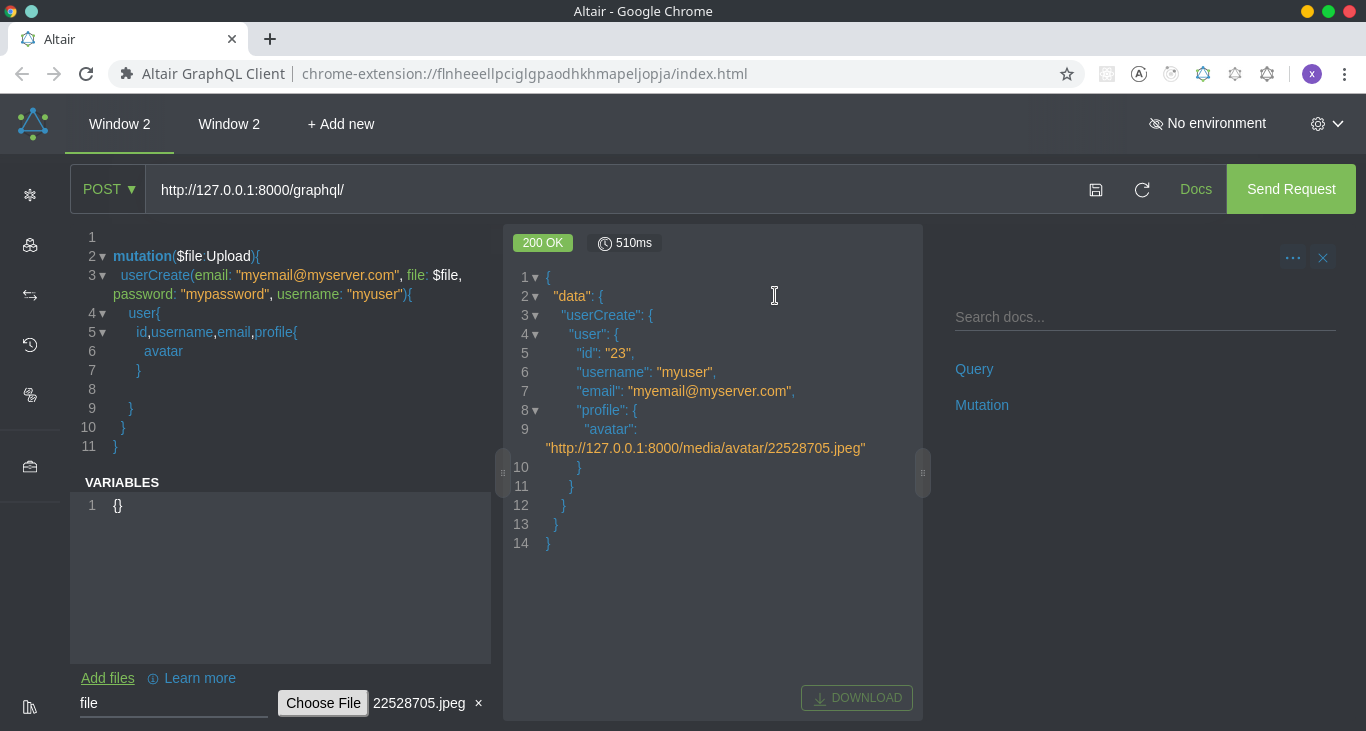 Altair - Google Chrome
Altair
Altair GraphQL Client | chrome-extension://flnheeellpciglgpaodhkhmapeljopja/index.html
x
Window 2
Window 2
+ Add new
No environment
POST ▼
http://127.0.0.1:8000/graphql/
Docs
Send Request
1
2 ▼ mutation($file:Upload){
3 ▼ userCreate(email: "myemail@myserver.com", file: $file,
password: "mypassword", username: "myuser"){
4 ▼ user{
5 ▼ id,username,email,profile{
6 avatar
7 }
8
9 }
10 }
11 }
VARIABLES
1 {}
Add files
Learn more
file
Choose File 22528705.jpeg ×
200 OK
510ms
1 ▼ {
2 ▼ "data": {
3 ▼ "userCreate": {
4 ▼ "user": {
5 "id": "23",
6 "username": "myuser",
7 "email": "myemail@myserver.com",
8 ▼ "profile": {
9 "avatar":
"http://127.0.0.1:8000/media/avatar/22528705.jpeg"
10 }
11 }
12 }
13 }
14 }
DOWNLOAD
Search docs...
Query
Mutation